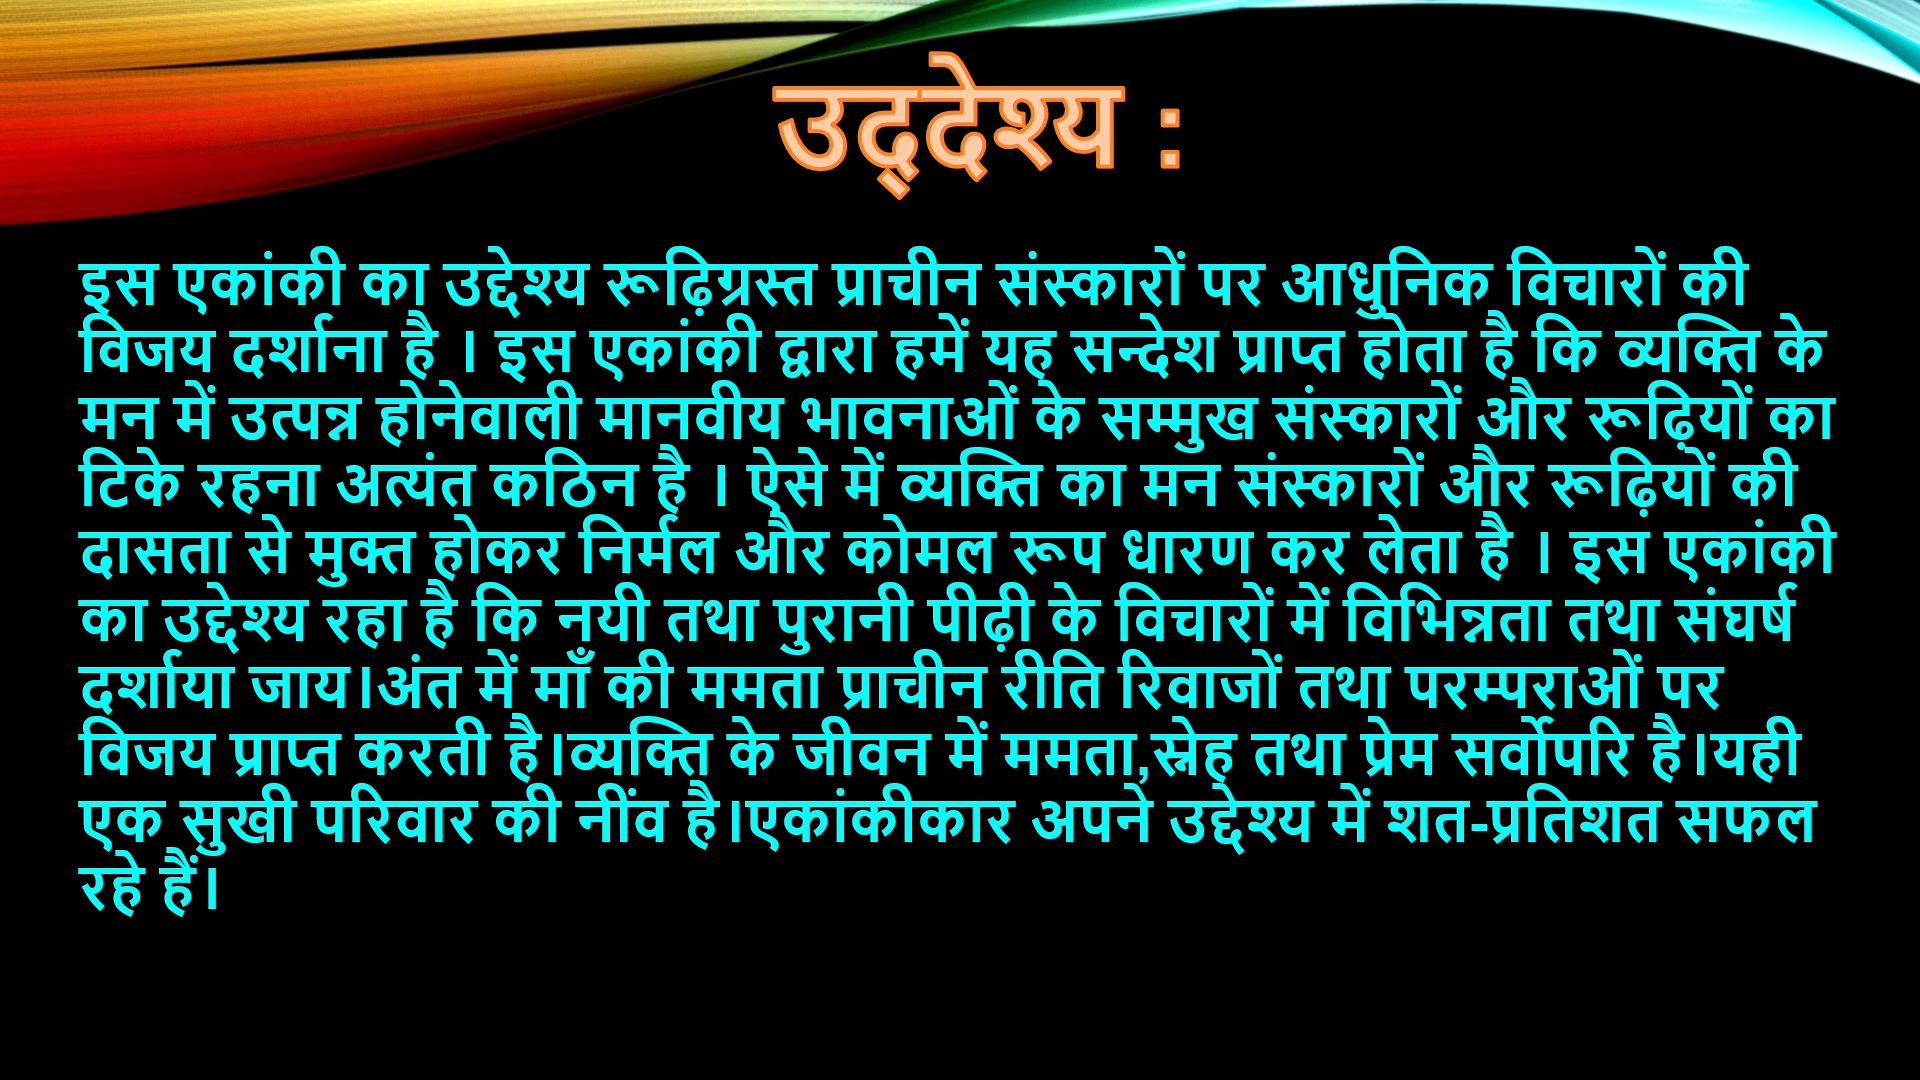 उद्देश्य :
इस एकांकी का उद्देश्य रूढ़िग्रस्त प्राचीन संस्कारों पर आधुनिक विचारों की
विजय दर्शाना है । इस एकांकी द्वारा हमें यह सन्देश प्राप्त होता है कि व्यक्ति के
मन में उत्पन्न होनेवाली मानवीय भावनाओं के सम्मुख संस्कारों और रूढ़ियों का
टिके रहना अत्यंत कठिन है । ऐसे में व्यक्ति का मन संस्कारों और रूढ़ियों की
दासता से मुक्त होकर निर्मल और कोमल रूप धारण कर लेता है । इस एकांकी
का उद्देश्य रहा है कि नयी तथा पुरानी पीढ़ी के विचारों में विभिन्नता तथा संघर्ष
दर्शाया जाय।अंत में माँ की ममता प्राचीन रीति रिवाजों तथा परम्पराओं पर
विजय प्राप्त करती है।व्यक्ति के जीवन में ममता,स्नेह तथा प्रेम सर्वोपरि है।यही
एक सुखी परिवार की नींव है।एकांकीकार अपने उद्देश्य में शत-प्रतिशत सफल
रहे हैं।